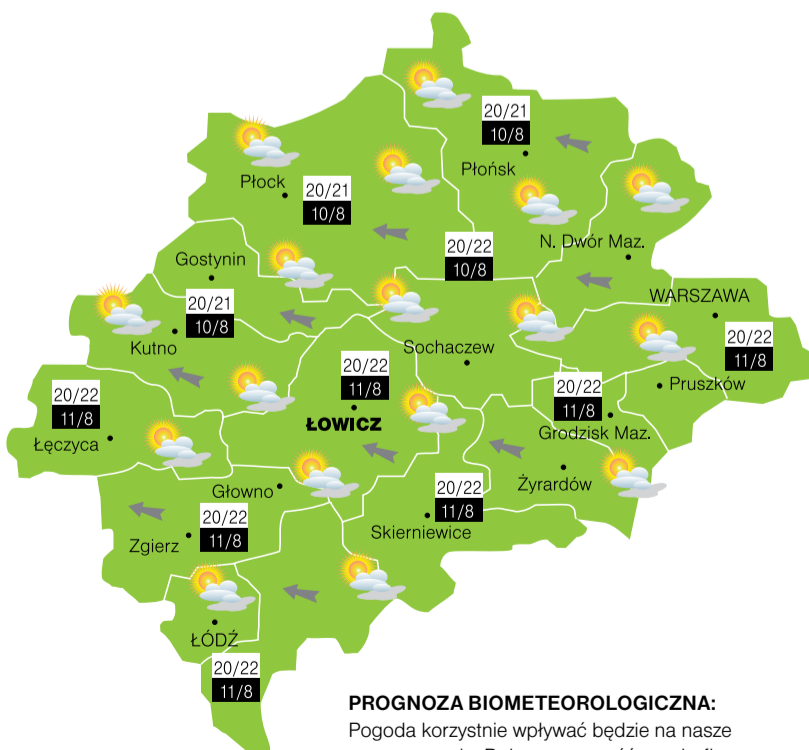 20/21
10/8
Płońsk
Płock
20/21
10/8
20/22
10/8
N. Dwór Maz.
Gostynin
20/21
10/8
Kutno
WARSZAWA
20/22
11/8
Sochaczew
20/22
11/8
ŁOWICZ
Pruszków
20/22
11/8
Grodzisk Maz.
20/22
11/8
Łęczyca
Żyrardów
Głowno
20/22
11/8
Skierniewice
20/22
11/8
Zgierz
ŁÓDŹ
20/22
11/8
PROGNOZA BIOMETEOROLOGICZNA:
Pogoda korzystnie wpływać będzie na nasze